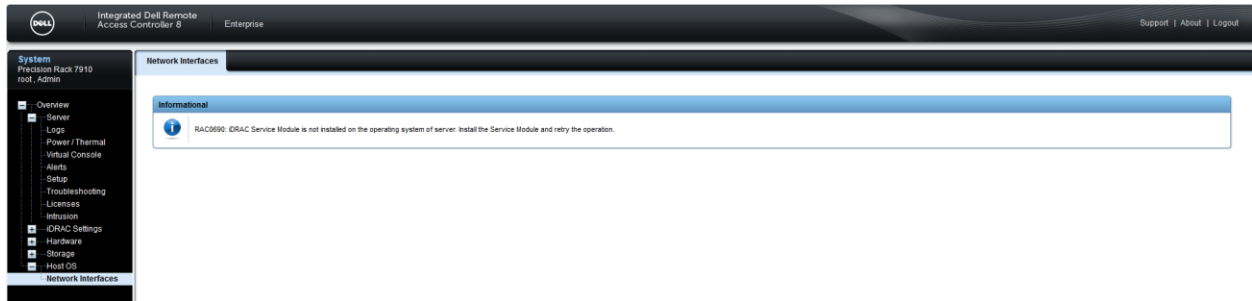 DELL
Integrated Dell Remote
Access Controller 8
Enterprise
Support | About | Logout
System
Precision Rack 7910
root , Admin
Network Interfaces
Overview
Server
Logs
Power / Thermal
Virtual Console
Alerts
Setup
Troubleshooting
Licenses
Intrusion
iDRAC Settings
Hardware
Storage
Host OS
Network Interfaces
Informational
RAC0690: iDRAC Service Module is not installed on the operating system of server. Install the Service Module and retry the operation.